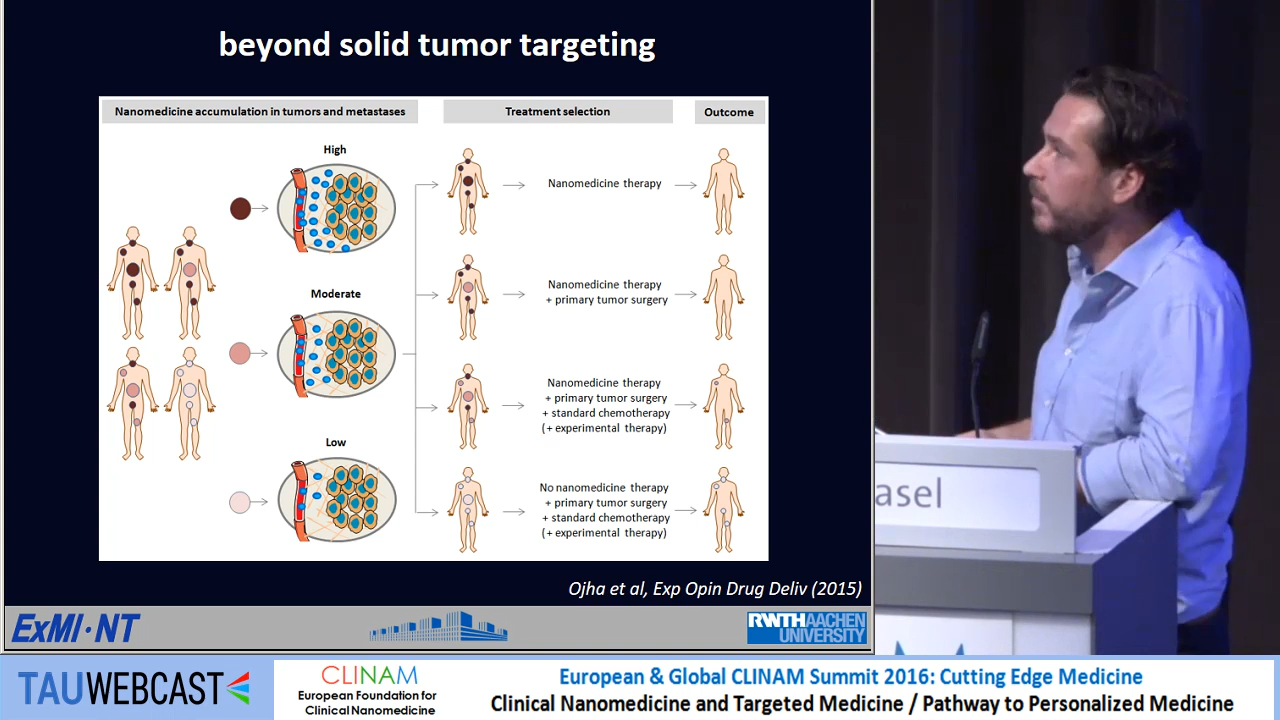 beyond solid tumor targeting
Nanomedicine accumulation in tumors and metastases
Treatment selection
Outcome
High
Moderate
Low
Nanomedicine therapy
Nanomedicine therapy
+ primary tumor surgery
Nanomedicine therapy
+ primary tumor surgery
+ standard chemotherapy
(+ experimental therapy)
No nanomedicine therapy
+ primary tumor surgery
+ standard chemotherapy
(+ experimental therapy)
Ojha et al, Exp Opin Drug Deliv (2015)
ExMI·NT
RWTHAACHEN
UNIVERSITY
asel
TAUWEBCAST
CLINAM
European Foundation for
Clinical Nanomedicine
European & Global CLINAM Summit 2016: Cutting Edge Medicine
Clinical Nanomedicine and Targeted Medicine / Pathway to Personalized Medicine